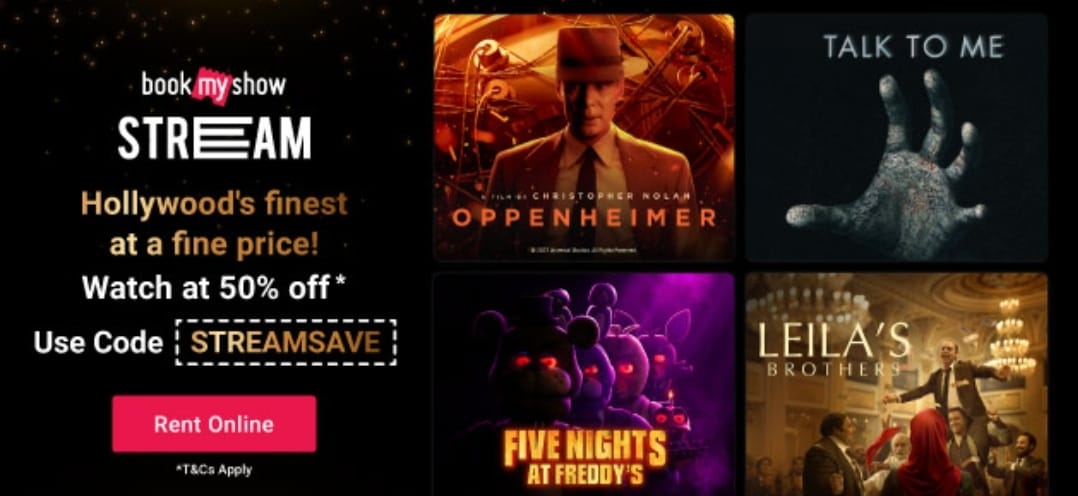 book my show
STREAM
Hollywood's finest
at a fine price!
Watch at 50% off*
Use Code STREAMSAVE
Rent Online
*T&Cs Apply
A FILM BY CHRISTOPHER NOLAN
OPPENHEIMER
TALK TO ME
FIVE NIGHTS
AT FREDDY'S
LEILA'S
BROTHERS